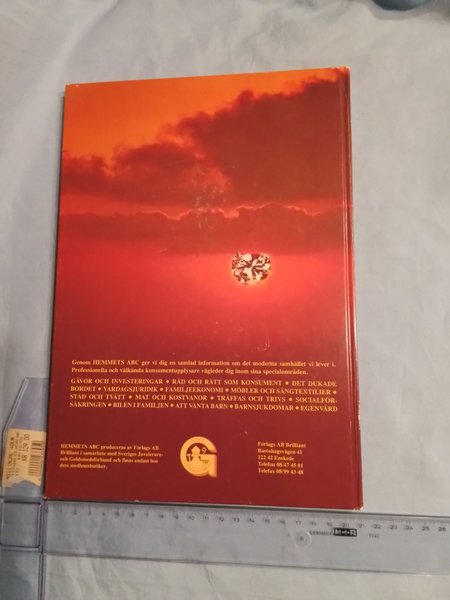 Genom HEMMETS ABC ger vi dig en samlad information om det moderna samhället vi lever i.
Professionella och välkända konsumentupplysare vägleder dig inom sina specialområden.
GÅVOR OCH INVESTERINGAR • RÅD OCH RÄTT SOM KONSUMENT • DET DUKADE
BORDET • VARDAGSJURIDIK • FAMILJEEKONOMI • MÖBLER OCH SÄNGTEXTILIER •
STÄD OCH TVÄTT • MAT OCH KOSTVANOR • TRÄFFAS OCH TRIVS • SOCIALFÖR-
SÄKRINGEN • BILEN I FAMILJEN • ATT VÄNTA BARN • BARNSJUKDOMAR • EGENVÅRD
HEMMETS ABC produceras av Förlags AB
Brilliant i samarbete med Sveriges Juvelerare-
och Guldsmedsförbund och finns endast hos
dess medlemsbutiker.
G
Förlags AB Brilliant
122 42 Enskede
Telefon 08/47 45 01
Telefax 08/99 43 48